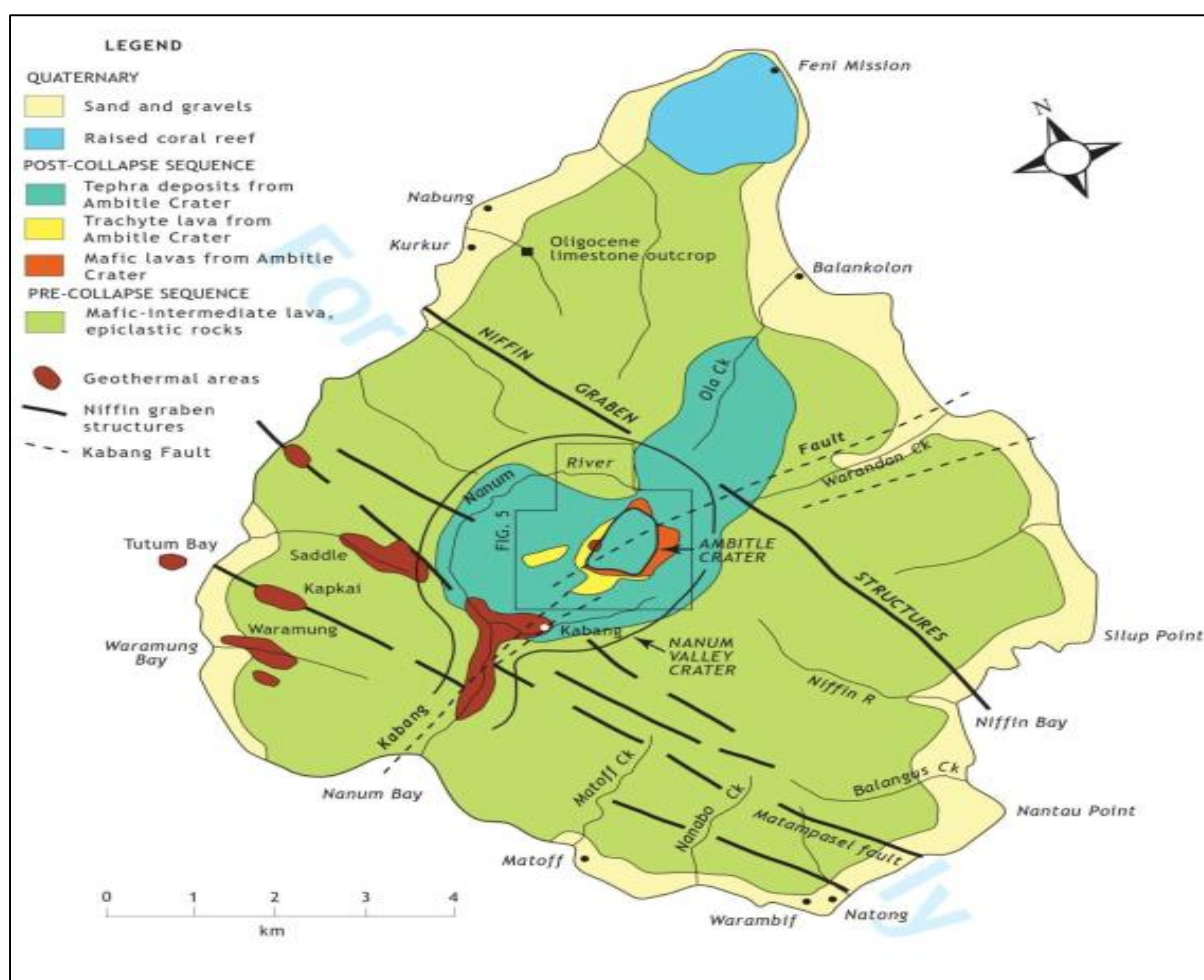 LEGEND
QUATERNARY
Sand and gravels
Raised coral reef
POST-COLLAPSE SEQUENCE
Tephra deposits from
Ambitle Crater
Trachyte lava from
Ambitle Crater
Mafic lavas from Ambitle
Crater
PRE-COLLAPSE SEQUENCE
Mafic-intermediate lava,
epiclastic rocks
Geothermal areas
Niffin graben
structures
Kabang Fault
Feni Mission
N
Nabung
Kurkur
Oligocene
limestone outcrop
Balankolon
For
NIFFIN
GRABEN
Ola Ck
Fault
Warandan Ck
River
Nanum
FIG. 5
AMBITLE
CRATER
Tutum Bay
Saddle
Kapkai
Waramung
Waramung
Bay
Kabang
NANUM
VALLEY
CRATER
STRUCTURES
Silup Point
Niffin R
Niffin Bay
Kabang
Nanum Bay
Matoff Ck
Nanabo Ck
Balangus Ck
Nantau Point
Matampasel fault
Matoff
Warambif
Natong
ly
0 1 2 3 4
km